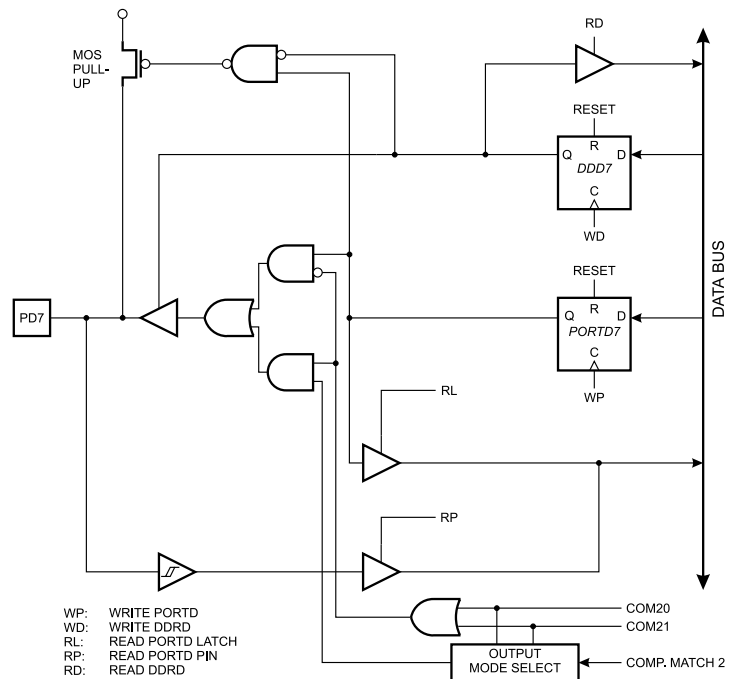 RD
MOS
PULL-
UP
RESET
R
Q
D
DDD7
C
WD
RESET
R
Q
D
PORTD7
C
WP
DATA BUS
PD7
RL
RP
WP: WRITE PORTD
WD: WRITE DDRD
RL: READ PORTD LATCH
RP: READ PORTD PIN
RD: READ DDRD
COM20
COM21
OUTPUT
MODE SELECT
COMP. MATCH 2